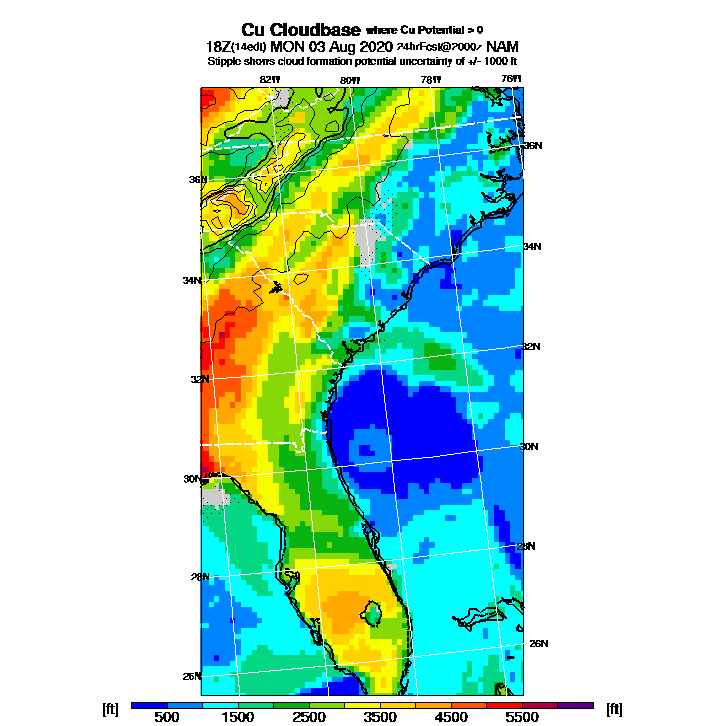 Cu Cloudbase where Cu Potential > 0
18Z(14edt) MON 03 Aug 2020 24hrFcst@2000z NAM
Stipple shows cloud formation potential uncertainty of +/- 1000 ft
82W 80W 78W 76W
36N
36N
34N
34N
32N
32N
30N
30N
28N
28N
26N
26N
[ft] 500 1500 2500 3500 4500 5500 [ft]